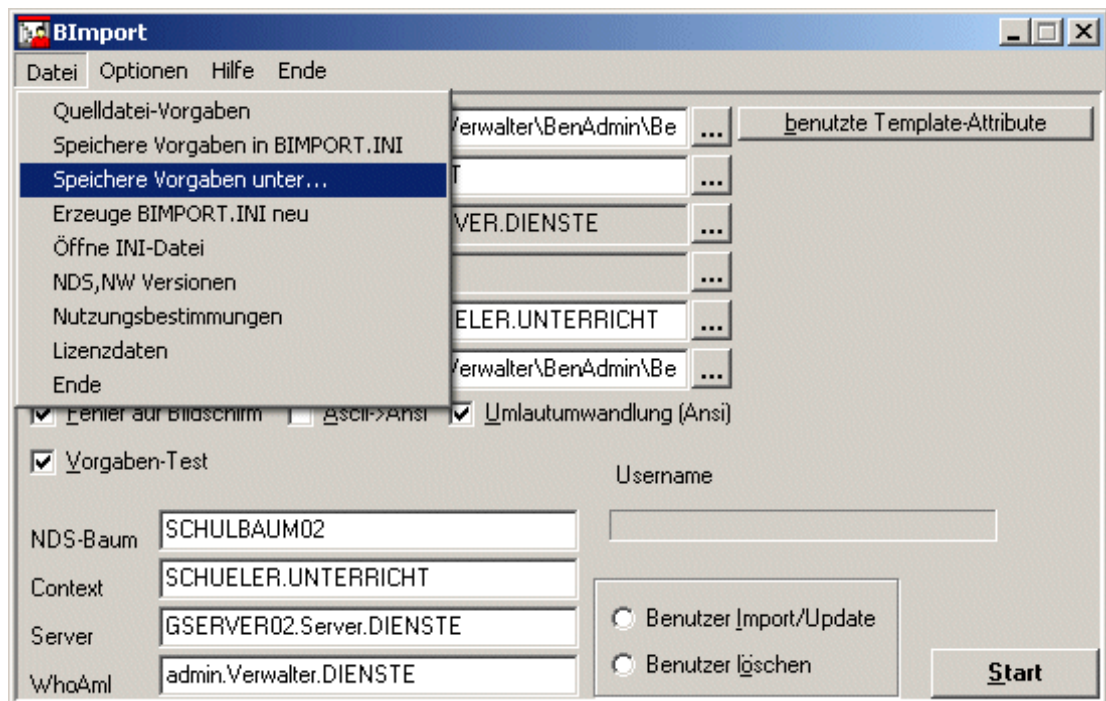 BImport
Datei Optionen Hilfe Ende
Quelldatei-Vorgaben
Speichere Vorgaben in BIMPORT.INI
Speichere Vorgaben unter...
Erzeuge BIMPORT.INI neu
Öffne INI-Datei
NDS,NW Versionen
Nutzungsbestimmungen
Lizenzdaten
Ende
Verwalter\BenAdmin\Be ... benutzte Template-Attribute
T ...
VER.DIENSTE ...
...
ELER.UNTERRICHT ...
Verwalter\BenAdmin\Be ...
Fehler auf Bildschirm Ascii->Ansi Umlautumwandlung (Ansi)
Vorgaben-Test
Username
NDS-Baum SCHULBAUM02
Context SCHUELER.UNTERRICHT
Server GSERVER02.Server.DIENSTE
WhoAmI admin.Verwalter.DIENSTE
Benutzer Import/Update
Benutzer löschen
Start